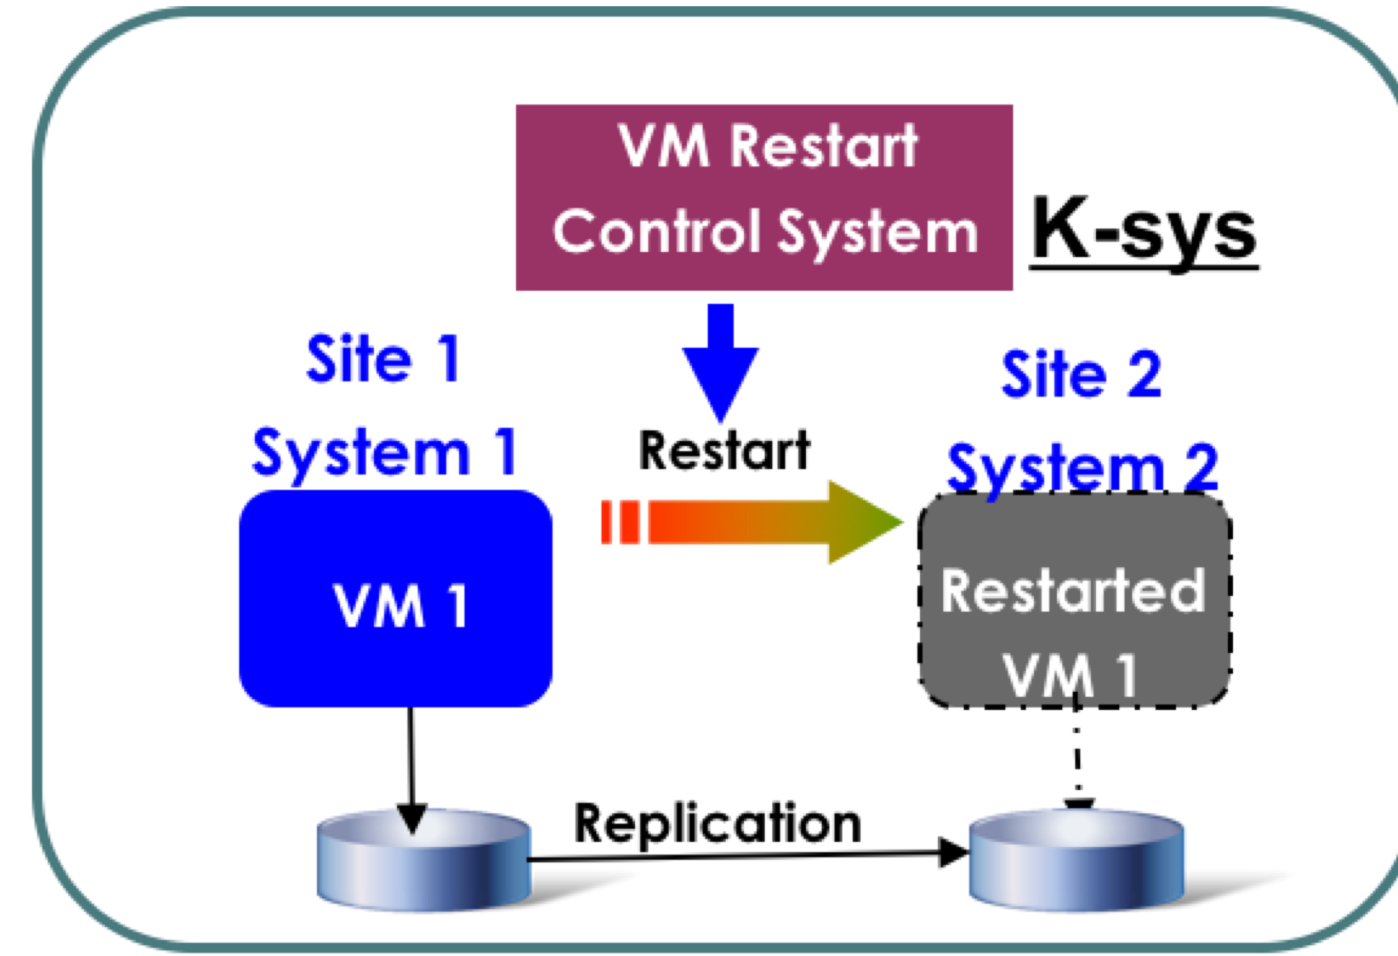 VM Restart
Control System
K-sys
Site 1
System 1
Restart
Site 2
System 2
VM 1
Restarted
VM 1
Replication